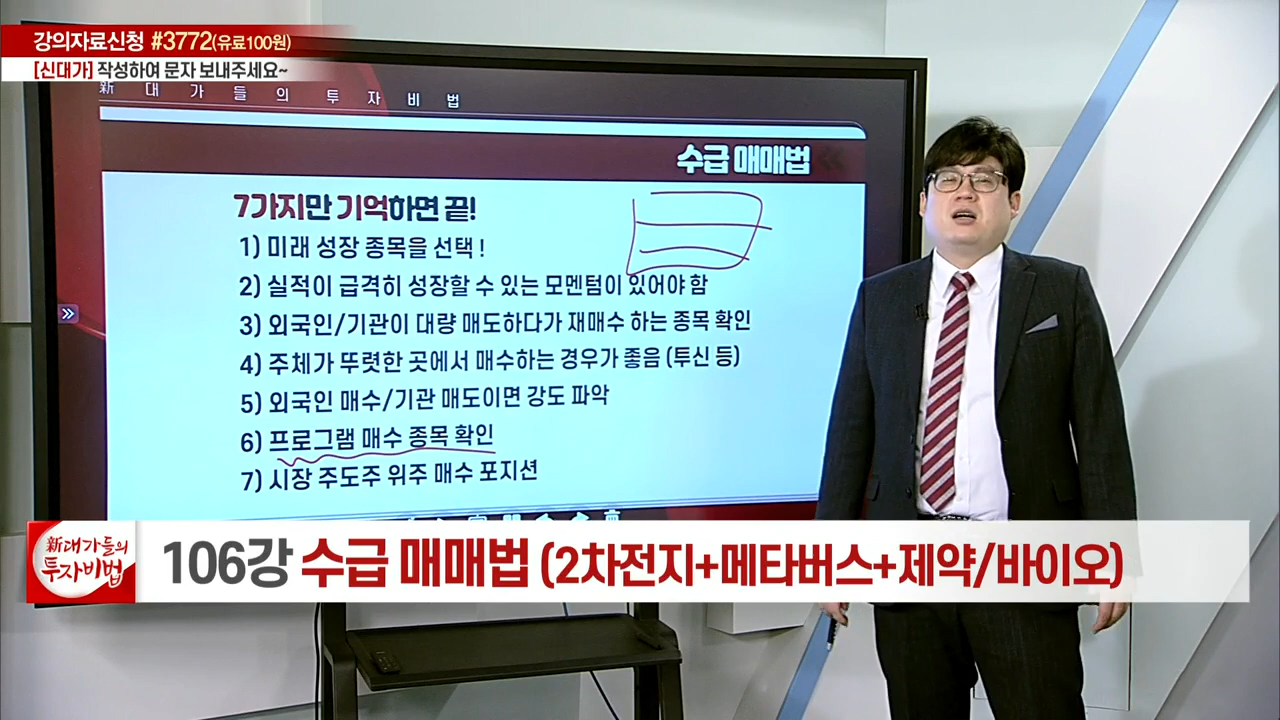 강의자료신청 #3772(유료100원)
[신대가] 작성하여 문자 보내주세요~
新 대 가 들 의 투 자 비 법
수급 매매법
7가지만 기억하면 끝!
1) 미래 성장 종목을 선택 !
2) 실적이 급격히 성장할 수 있는 모멘텀이 있어야 함
3) 외국인/기관이 대량 매도하다가 재매수 하는 종목 확인
4) 주체가 뚜렷한 곳에서 매수하는 경우가 좋음 (투신 등)
5) 외국인 매수/기관 매도이면 강도 파악
6) 프로그램 매수 종목 확인
7) 시장 주도주 위주 매수 포지션
新대가들의
투자비법
106강 수급 매매법 (2차전지+메타버스+제약/바이오)